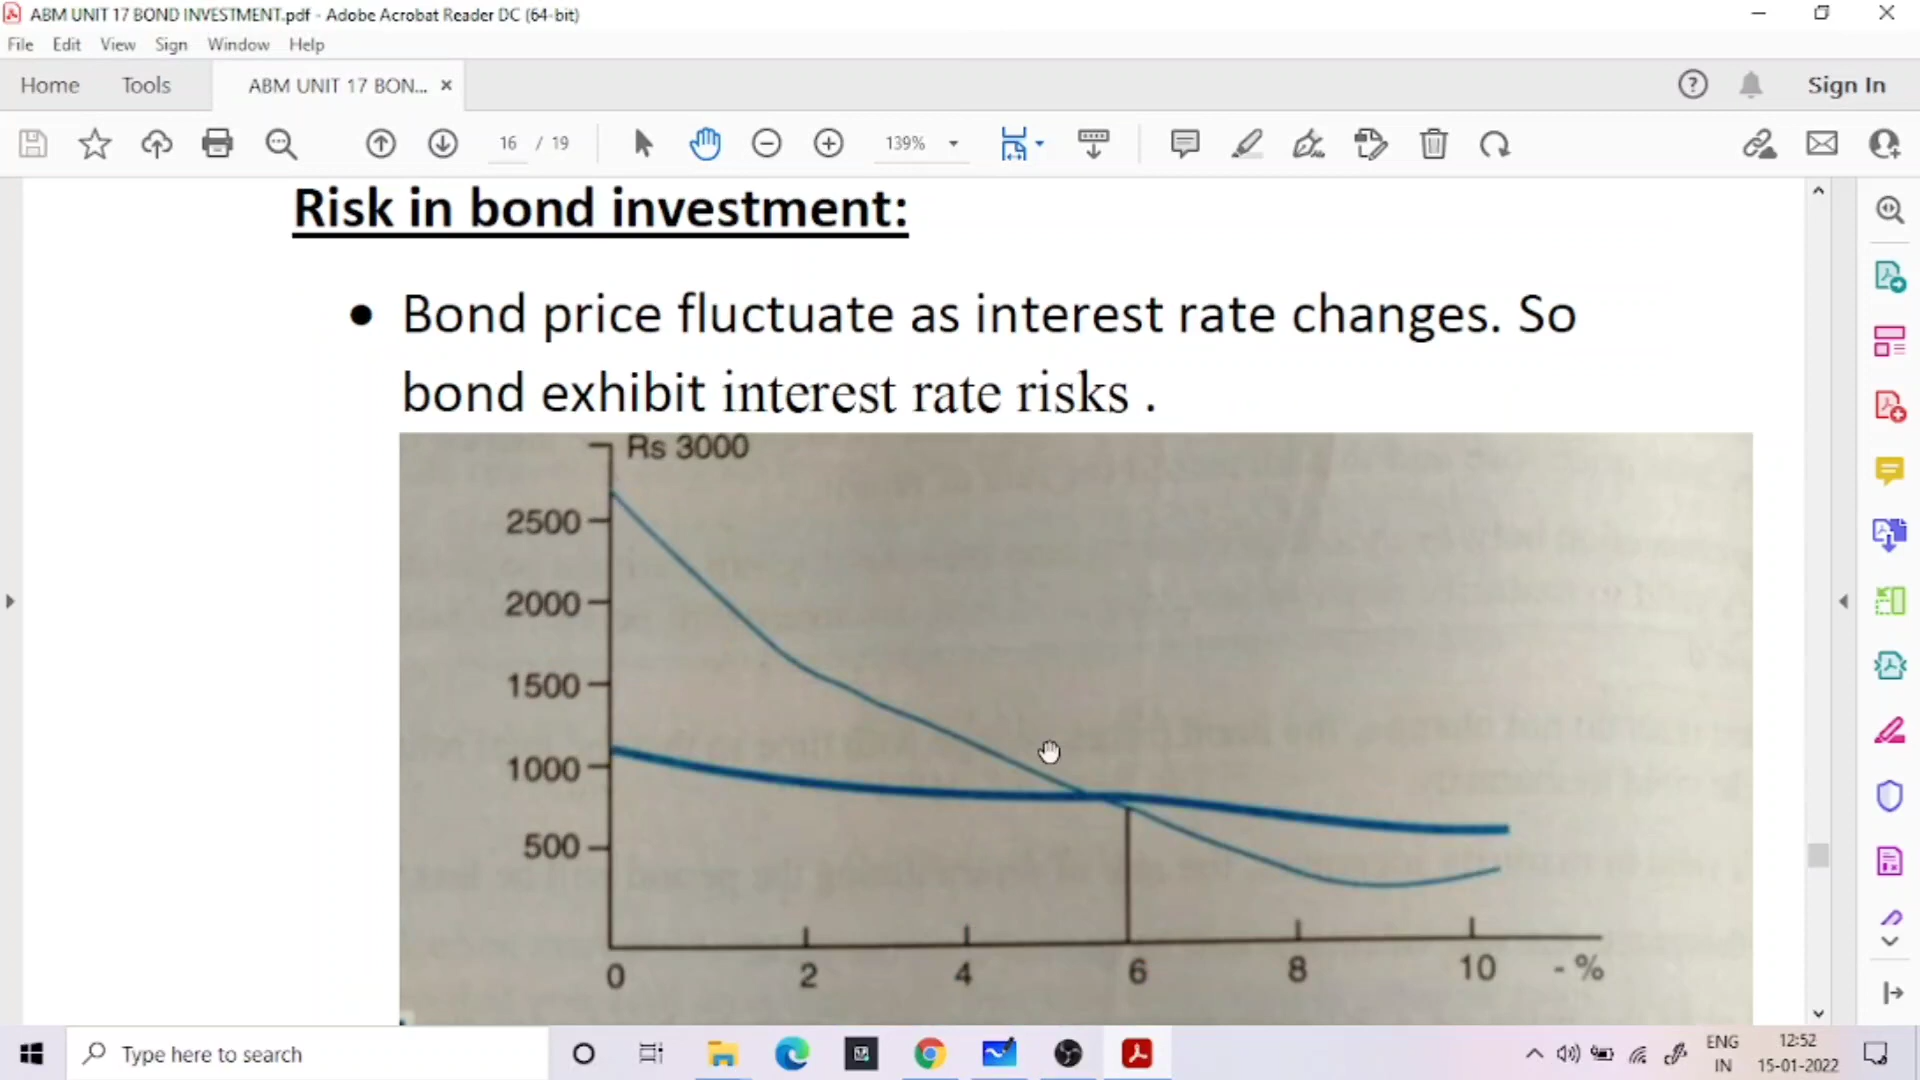 ABM UNIT 17 BOND INVESTMENT.pdf - Adobe Acrobat Reader DC (64-bit)
File Edit View Sign Window Help
Home Tools ABM UNIT 17 BON... × Sign In
16 / 19 139%
Risk in bond investment:
● Bond price fluctuate as interest rate changes. So
bond exhibit interest rate risks .
Rs 3000
2500
2000
1500
1000
500
0 2 4 6 8 10 - %
Type here to search
ENG 12:52
IN 15-01-2022